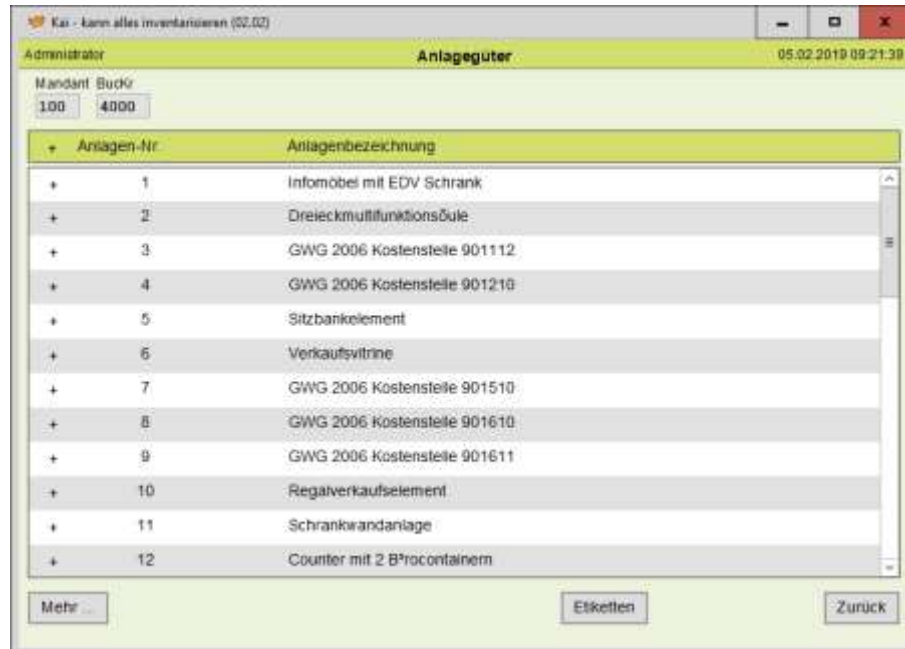 Kai - kann alles inventarisieren (02.02)
Administrator Anlagegüter 05.02.2019 09:21:39
Mandant BucKr
100 4000
+ Anlagen-Nr Anlagenbezeichnung
+ 1 Infomöbel mit EDV Schrank
+ 2 Dreieckmultifunktionsõule
+ 3 GWG 2006 Kostenstelle 901112
+ 4 GWG 2006 Kostenstelle 901210
+ 5 Sitzbankelement
+ 6 Verkaufsvitrine
+ 7 GWG 2006 Kostenstelle 901510
+ 8 GWG 2006 Kostenstelle 901610
+ 9 GWG 2006 Kostenstelle 901611
+ 10 Regalverkaufselement
+ 11 Schrankwandanlage
+ 12 Counter mit 2 B³rocontainern
Mehr ... Etiketten Zurück